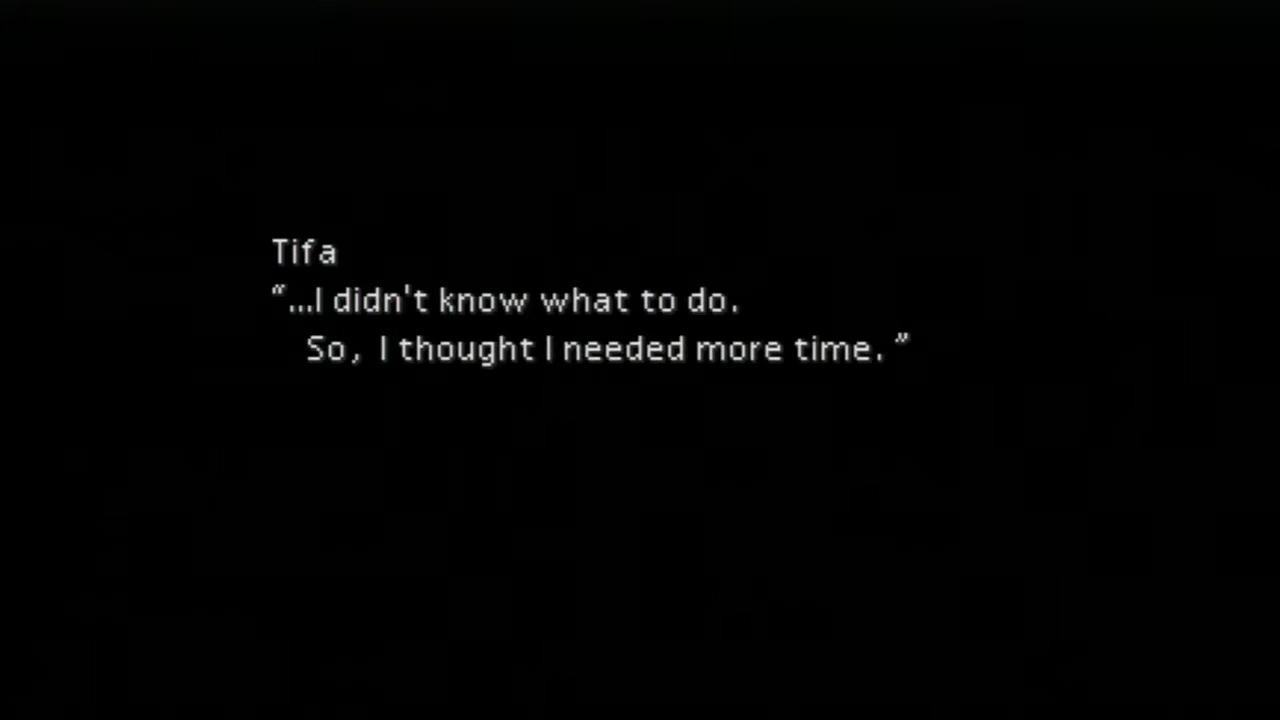 Tifa
“…I didn't know what to do.
So, I thought I needed more time. ”